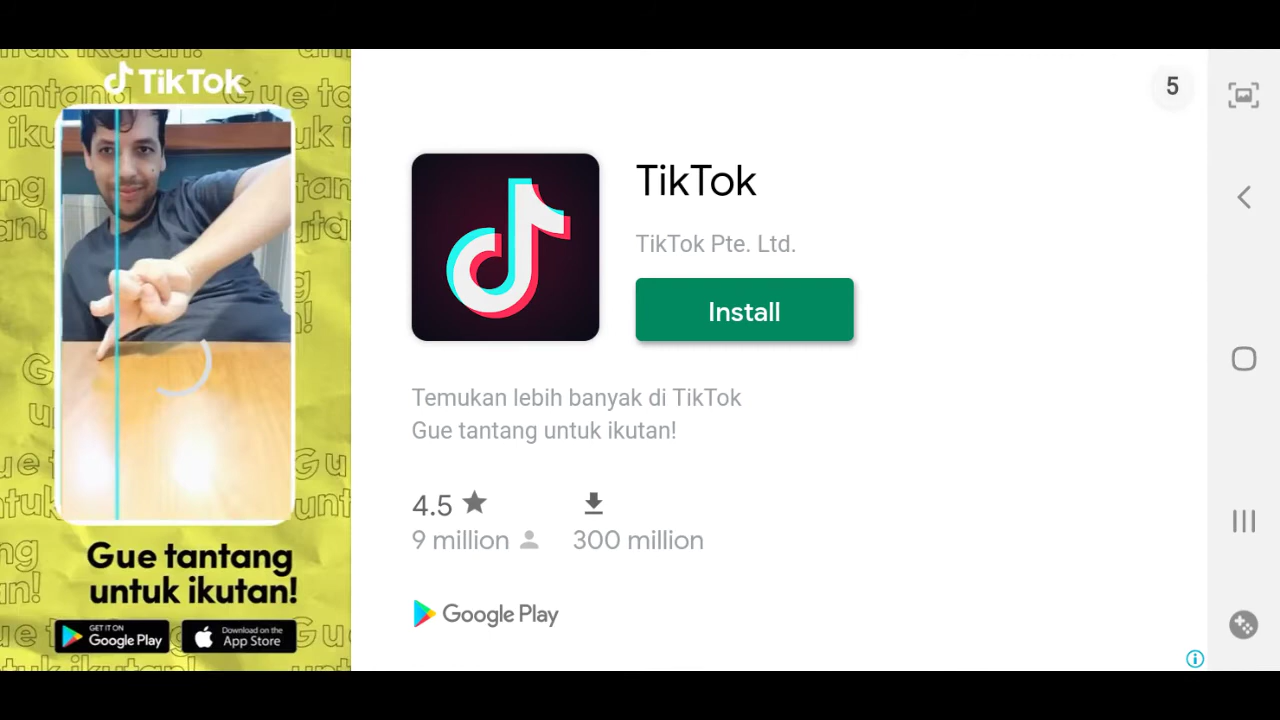 TikTok
Gue tantang
untuk ikutan!
GET IT ON
Google Play
Download on the
App Store
5
TikTok
TikTok Pte. Ltd.
Install
Temukan lebih banyak di TikTok
Gue tantang untuk ikutan!
4.5
9 million
300 million
Google Play